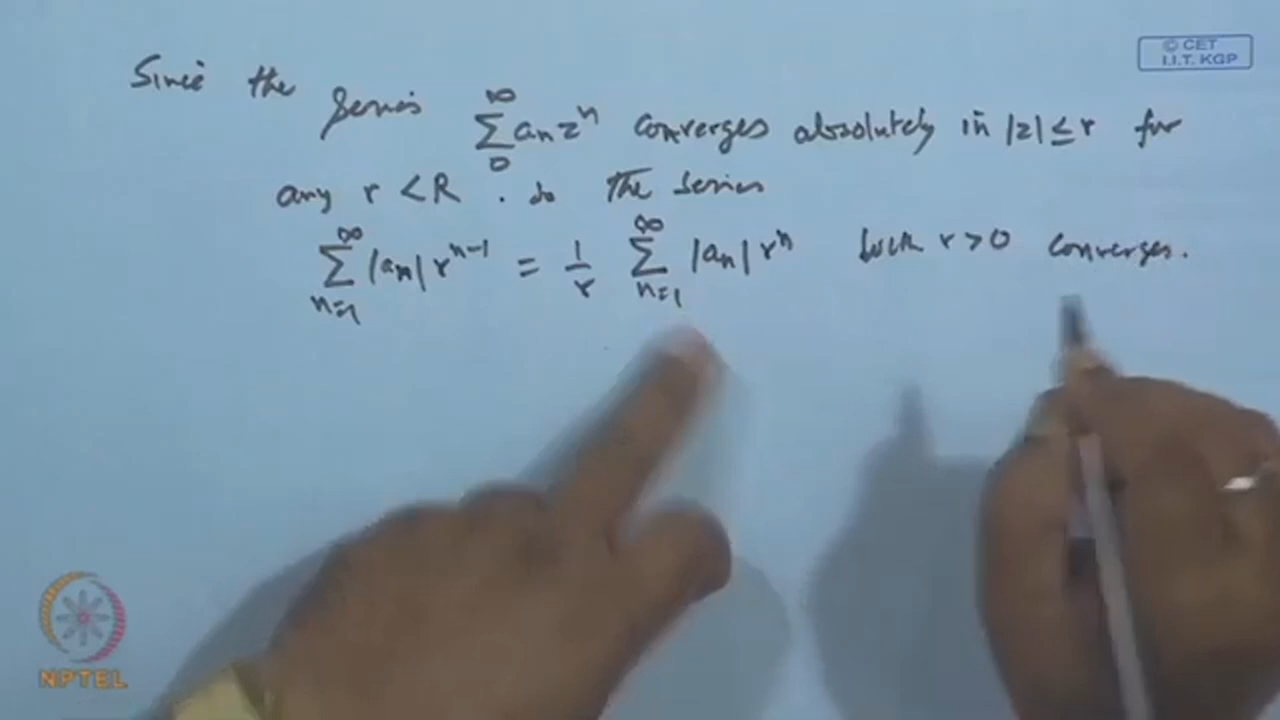 © CET
I.I.T. KGP
Since the series ∑_{0}^{∞} a_n z^n converges absolutely in |z| ≤ r for
any r < R . so the series
∑_{n=1}^{∞} |a_n| r^{n-1} = 1/r ∑_{n=1}^{∞} |a_n| r^n with r > 0 converges.
NPTEL